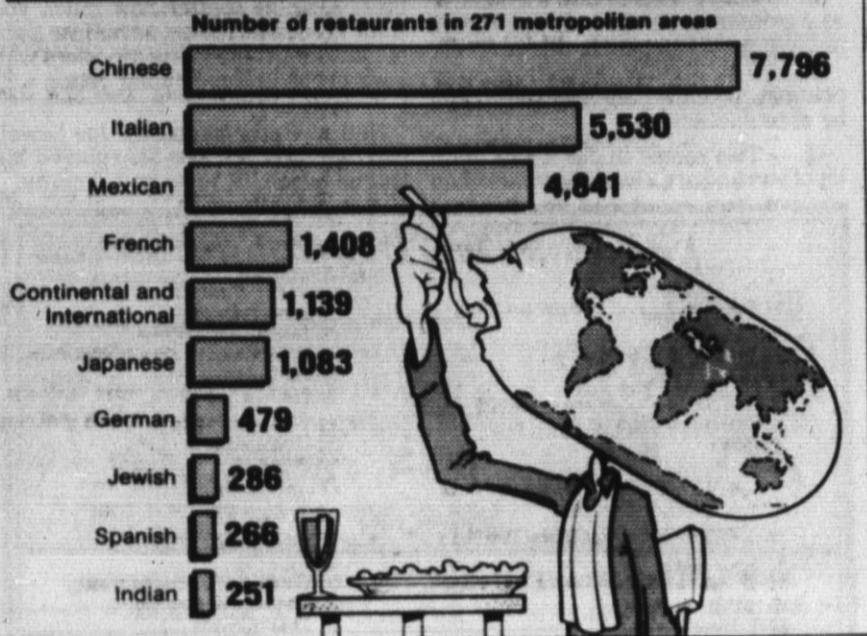 Number of restaurants in 271 metropolitan areas
Chinese 7,796
Italian 5,530
Mexican 4,841
French 1,408
Continental and
International 1,139
Japanese 1,083
German 479
Jewish 286
Spanish 266
Indian 251